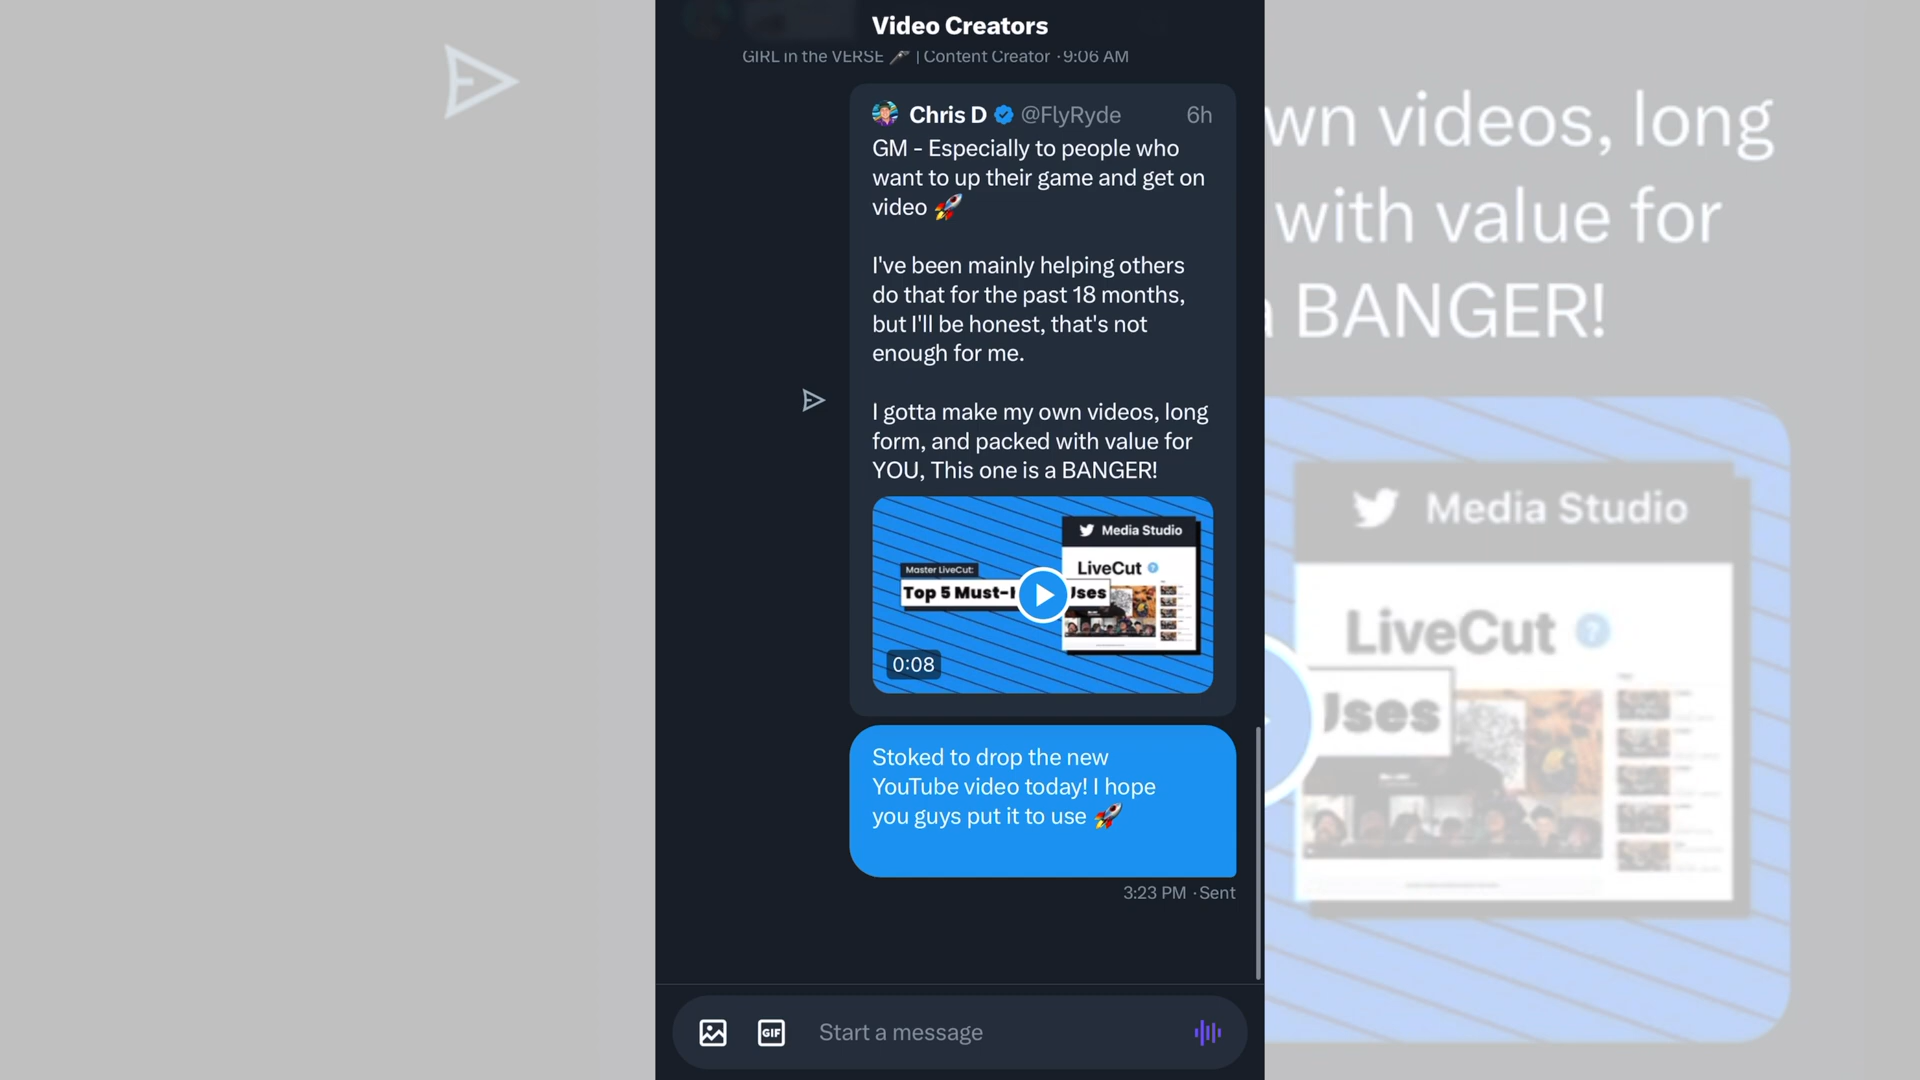 Video Creators
GIRL in the VERSE 🎤 | Content Creator · 9:06 AM
Chris D @FlyRyde 6h
GM - Especially to people who
want to up their game and get on
video 🚀
I've been mainly helping others
do that for the past 18 months,
but I'll be honest, that's not
enough for me.
I gotta make my own videos, long
form, and packed with value for
YOU, This one is a BANGER!
Media Studio
LiveCut ?
Master LiveCut:
Top 5 Must- Uses
0:08
Stoked to drop the new
YouTube video today! I hope
you guys put it to use 🚀
3:23 PM · Sent
GIF Start a message
wn videos, long
with value for
a BANGER!
Media Studio
LiveCut ?
Uses